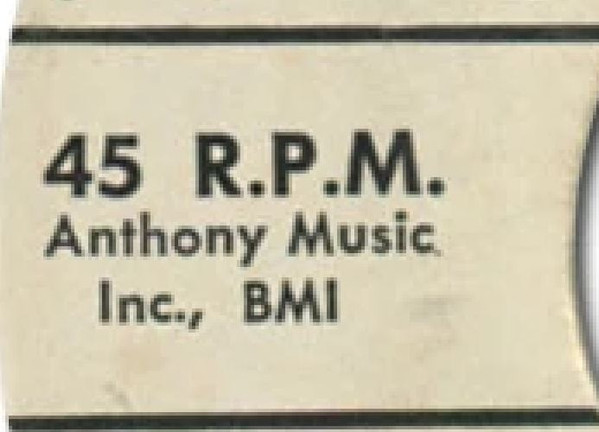 45 R.P.M.
Anthony Music
Inc., BMI